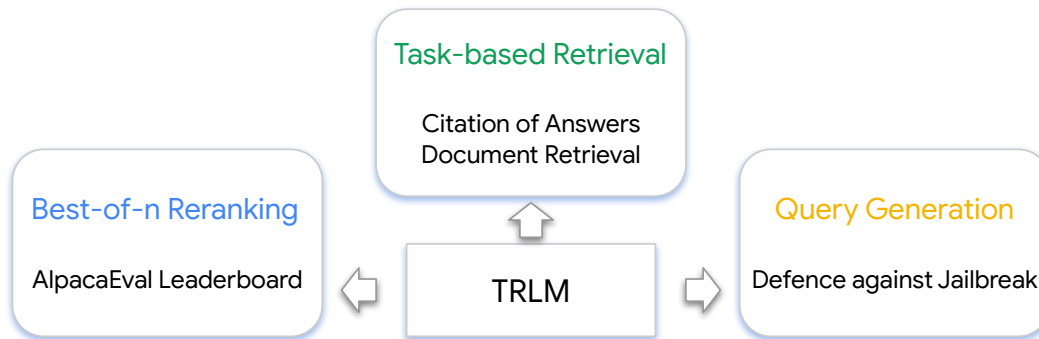 Task-based Retrieval
Citation of Answers
Document Retrieval
Best-of-n Reranking
AlpacaEval Leaderboard
TRLM
Query Generation
Defence against Jailbreak